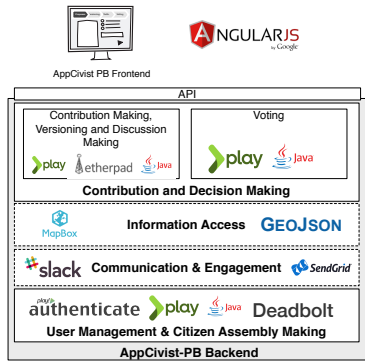 ANGULARJS
by Google
AppCivist PB Frontend
API
Contribution Making,
Versioning and Discussion
Making
play etherpad Java
Voting
play Java
Contribution and Decision Making
MapBox
Information Access
GEOJSON
slack
Communication & Engagement
SendGrid
play
authenticate play Java Deadbolt
User Management & Citizen Assembly Making
AppCivist-PB Backend